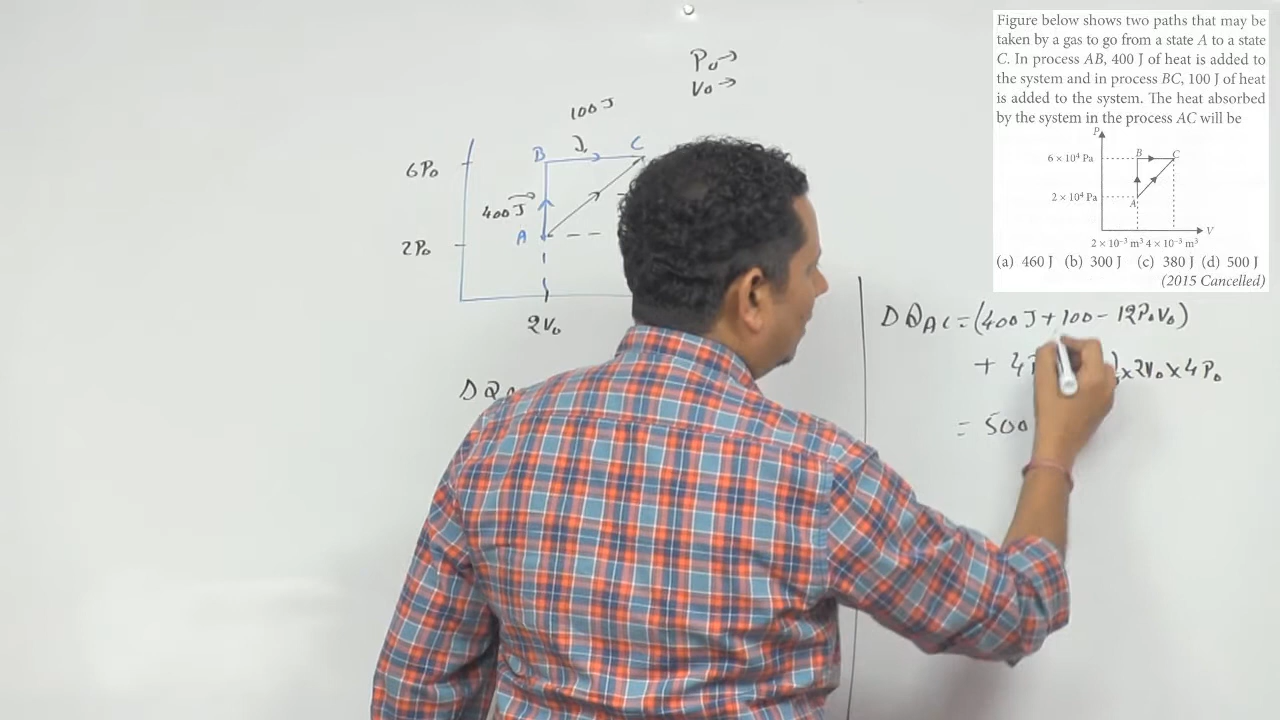 P₀→
V₀→
100 J
B
C
6P₀
400 J
A
2P₀
2V₀
Figure below shows two paths that may be
taken by a gas to go from a state A to a state
C. In process AB, 400 J of heat is added to
the system and in process BC, 100 J of heat
is added to the system. The heat absorbed
by the system in the process AC will be
P
6 × 10⁴ Pa
B
C
2 × 10⁴ Pa
A
V
2 × 10⁻³ m³ 4 × 10⁻³ m³
(a) 460 J (b) 300 J (c) 380 J (d) 500 J
(2015 Cancelled)
DQAC = (400 J + 100 - 12P₀V₀)
+ 4 × 2V₀ × 4P₀
= 500